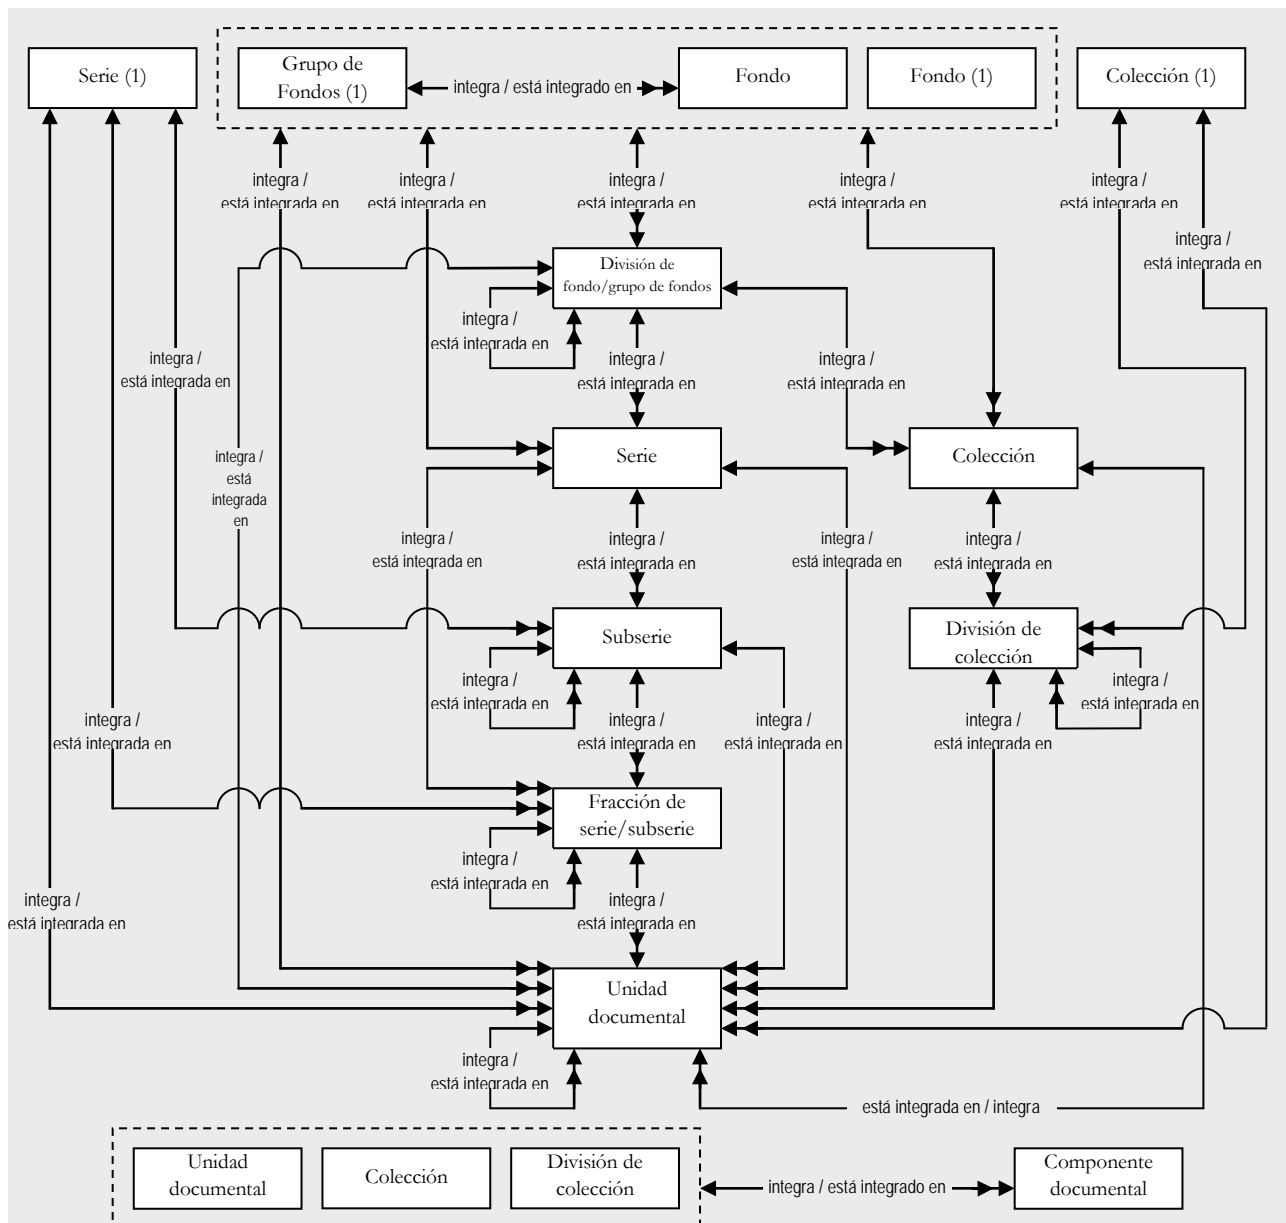 Serie (1)
Grupo de
Fondos (1)
integra / está integrado en
Fondo
Fondo (1)
Colección (1)
integra /
está integrada en
integra /
está integrada en
integra /
está integrada en
integra /
está integrada en
integra /
está integrada en
integra /
está integrada en
División de
fondo/grupo de fondos
integra /
está integrada en
integra /
está integrada en
integra /
está integrada en
integra /
está integrada en
integra /
está
integrada
en
Serie
Colección
integra /
está integrada en
integra /
está integrada en
integra /
está integrada en
integra /
está integrada en
Subserie
División de
colección
integra /
está integrada en
integra /
está integrada en
integra /
está integrada en
integra /
está integrada en
integra /
está integrada en
integra /
está integrada en
Fracción de
serie/subserie
integra /
está integrada en
integra /
está integrada en
integra /
está integrada en
Unidad
documental
integra /
está integrada en
está integrada en / integra
Unidad
documental
Colección
División de
colección
integra / está integrado en
Componente
documental